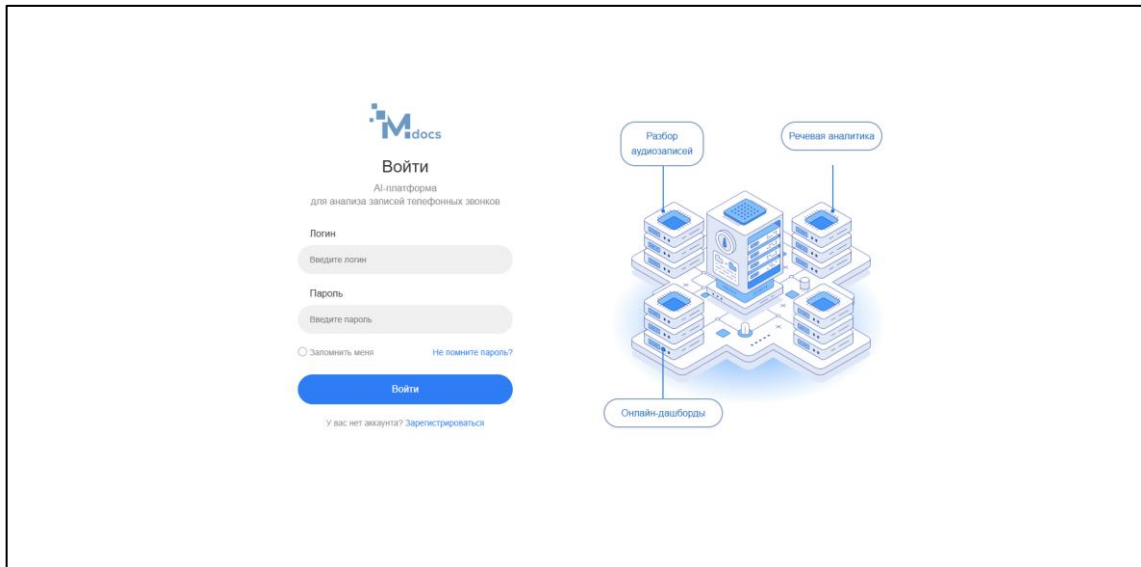 Mdocs
Войти
AI-платформа
для анализа записей телефонных звонков
Логин
Введите логин
Пароль
Введите пароль
Запомнить меня
Не помните пароль?
Войти
У вас нет аккаунта? Зарегистрироваться
Разбор
аудиозаписей
Речевая аналитика
Онлайн-дашборды